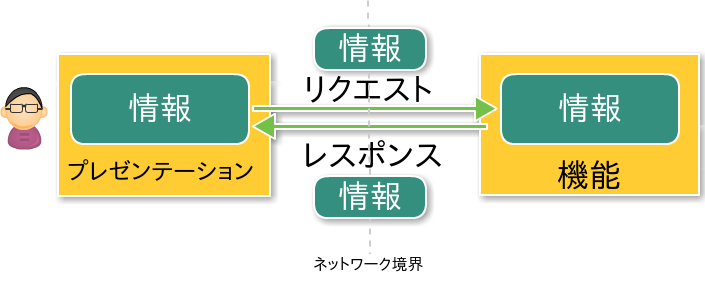 情報
リクエスト
情報
プレゼンテーション
情報
機能
レスポンス
情報
ネットワーク境界